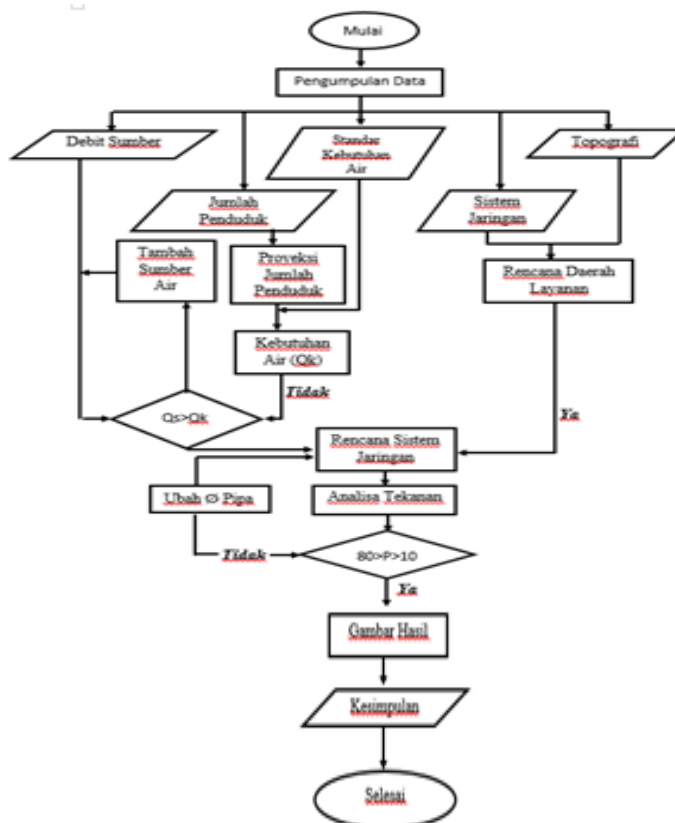 Mulai
Pengumpulan Data
Debit Sumber
Standar
Kebutuhan
Air
Topografi
Jumlah
Penduduk
Sistem
Jaringan
Tambah
Sumber
Air
Proyeksi
Jumlah
Penduduk
Rencana Daerah
Layanan
Kebutuhan
Air (Qk)
Tidak
Qs>Qk
Ya
Rencana Sistem
Jaringan
Ubah Ø Pipa
Analisa Tekanan
Tidak
80>P>10
Ya
Gambar Hasil
Kesimpulan
Selesai